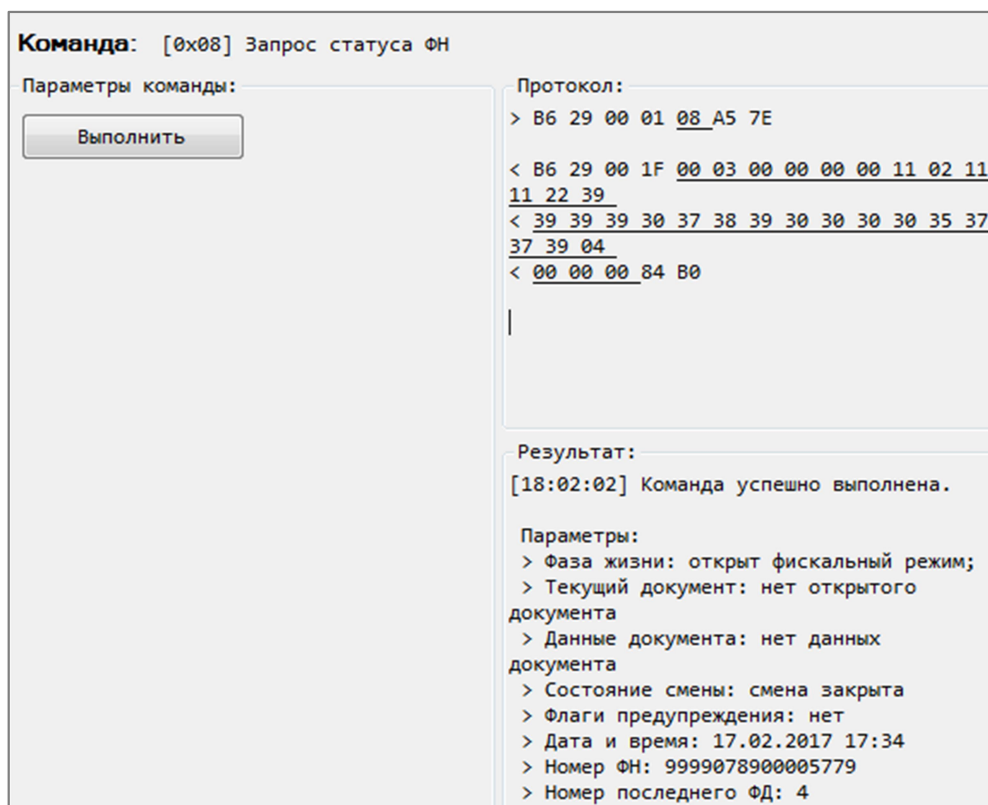 Команда: [0x08] Запрос статуса ФН
Параметры команды:
Выполнить
Протокол:
> B6 29 00 01 08 A5 7E
< B6 29 00 1F 00 03 00 00 00 00 11 02 11
11 22 39
< 39 39 39 30 37 38 39 30 30 30 30 35 37
37 39 04
< 00 00 00 84 B0
Результат:
[18:02:02] Команда успешно выполнена.
Параметры:
> Фаза жизни: открыт фискальный режим;
> Текущий документ: нет открытого
документа
> Данные документа: нет данных
документа
> Состояние смены: смена закрыта
> Флаги предупреждения: нет
> Дата и время: 17.02.2017 17:34
> Номер ФН: 9999078900005779
> Номер последнего ФД: 4